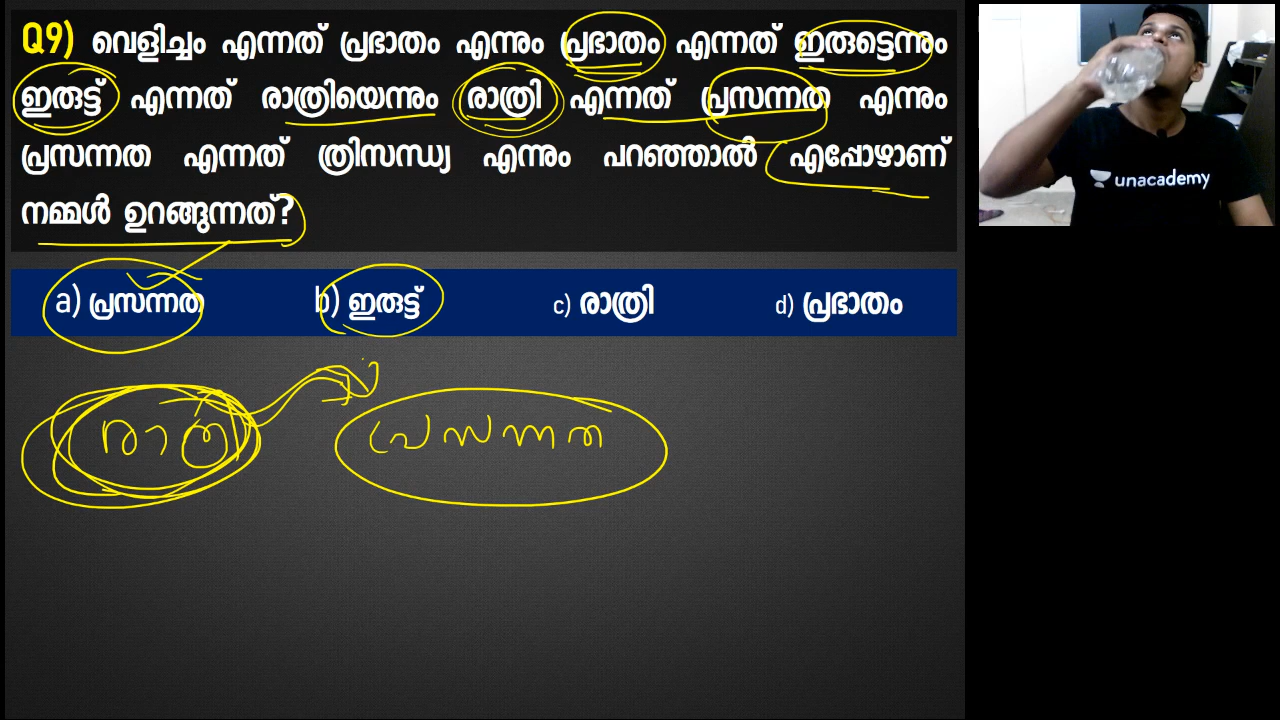 Q9) വെളിച്ചം എന്നത് പ്രഭാതം എന്നും പ്രഭാതം എന്നത് ഇരുട്ടെന്നും
ഇരുട്ട് എന്നത് രാത്രിയെന്നും രാത്രി എന്നത് പ്രസന്നത എന്നും
പ്രസന്നത എന്നത് ത്രിസന്ധ്യ എന്നും പറഞ്ഞാൽ എപ്പോഴാണ്
നമ്മൾ ഉറങ്ങുന്നത്?
a) പ്രസന്നത b) ഇരുട്ട് c) രാത്രി d) പ്രഭാതം
രാത്രി പ്രസന്നത
unacademy